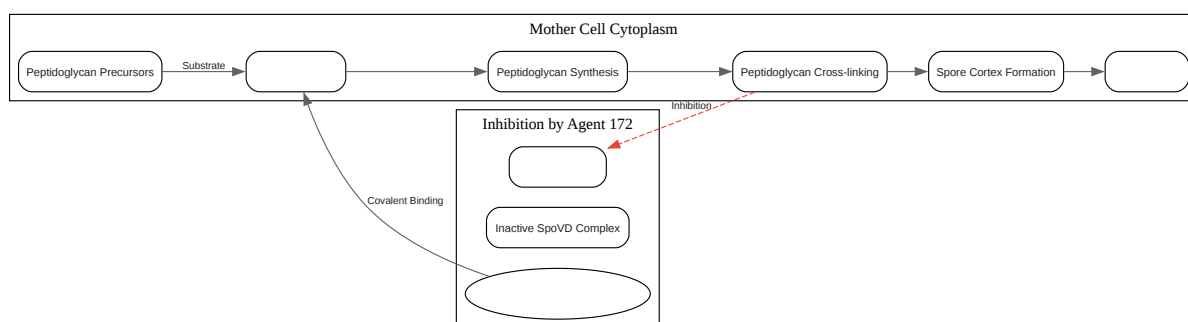 Mother Cell Cytoplasm
Peptidoglycan Precursors
Substrate
Peptidoglycan Synthesis
Peptidoglycan Cross-linking
Spore Cortex Formation
Inhibition
Inhibition by Agent 172
Covalent Binding
Inactive SpoVD Complex